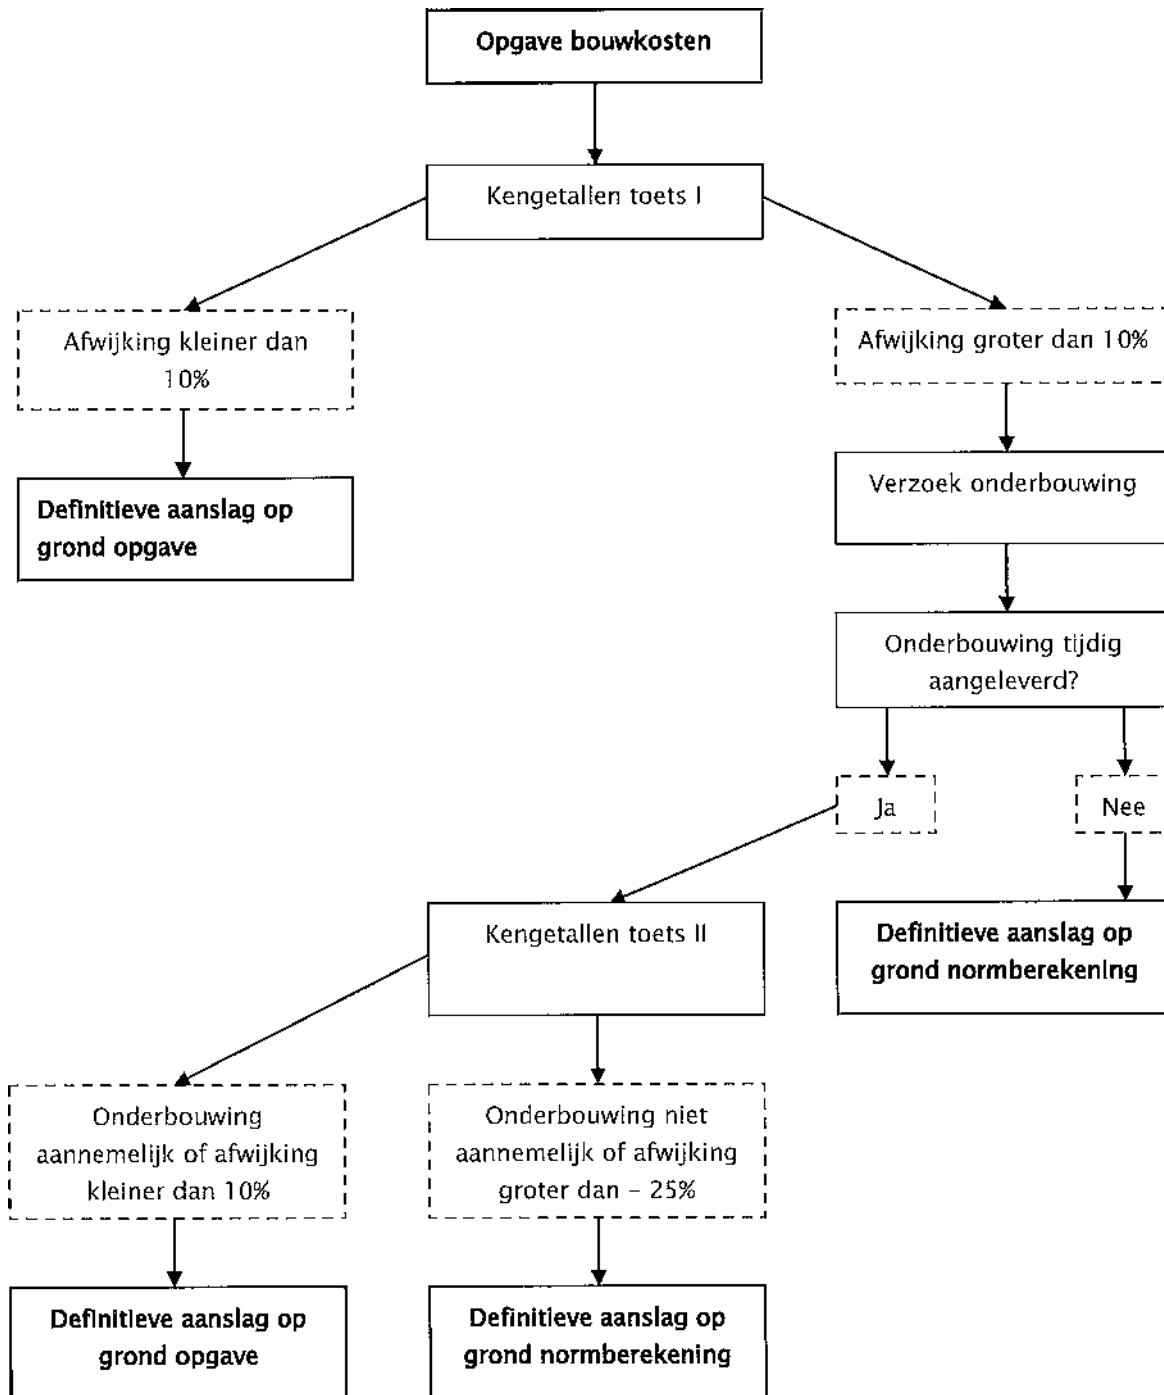 Opgave bouwkosten
Kengetallen toets I
Afwijking kleiner dan
10%
Afwijking groter dan 10%
Definitieve aanslag op
grond opgave
Verzoek onderbouwing
Onderbouwing tijdig
aangeleverd?
Ja
Nee
Kengetallen toets II
Definitieve aanslag op
grond normberekening
Onderbouwing
aannemelijk of afwijking
kleiner dan 10%
Onderbouwing niet
aannemelijk of afwijking
groter dan – 25%
Definitieve aanslag op
grond opgave
Definitieve aanslag op
grond normberekening